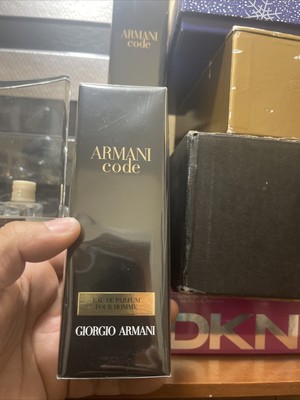 ARMANI
code
ARMANI
code
EAU DE PARFUM
POUR HOMME
GIORGIO ARMANI
DKN